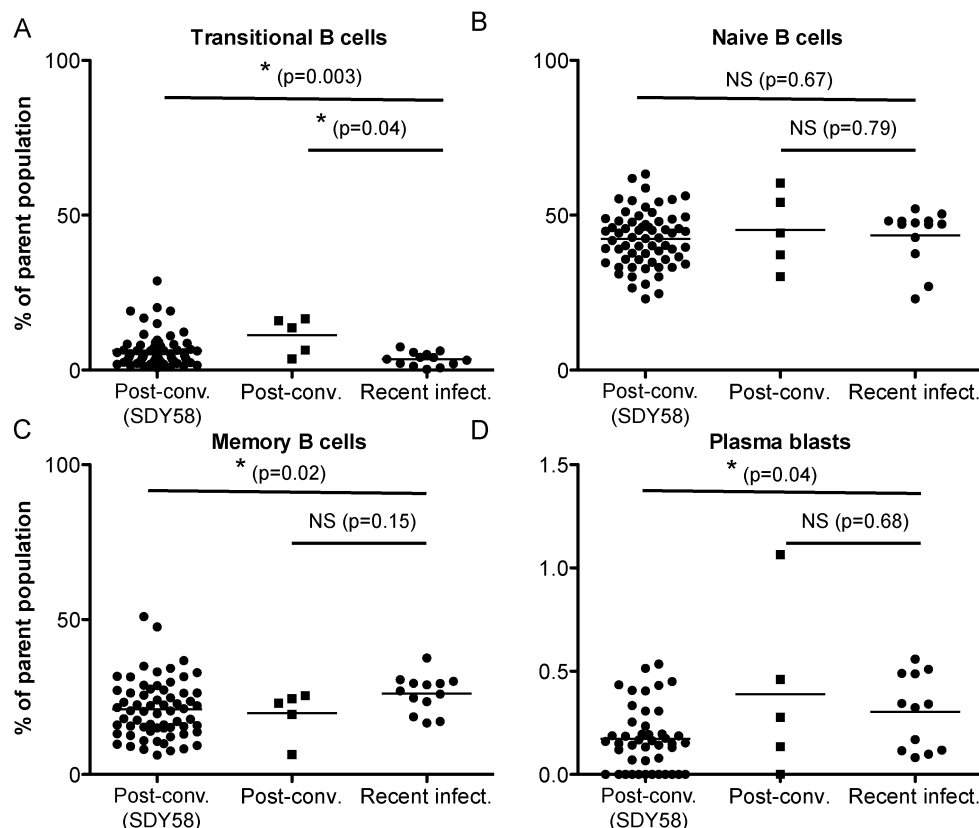 A
Transitional B cells
100
50
0
% of parent population
* (p=0.003)
* (p=0.04)
Post-conv.
(SDY58)
Post-conv.
Recent infect.
B
Naive B cells
100
50
0
NS (p=0.67)
NS (p=0.79)
Post-conv.
(SDY58)
Post-conv.
Recent infect.
C
Memory B cells
100
50
0
% of parent population
* (p=0.02)
NS (p=0.15)
Post-conv.
(SDY58)
Post-conv.
Recent infect.
D
Plasma blasts
1.5
1.0
0.5
0.0
* (p=0.04)
NS (p=0.68)
Post-conv.
(SDY58)
Post-conv.
Recent infect.